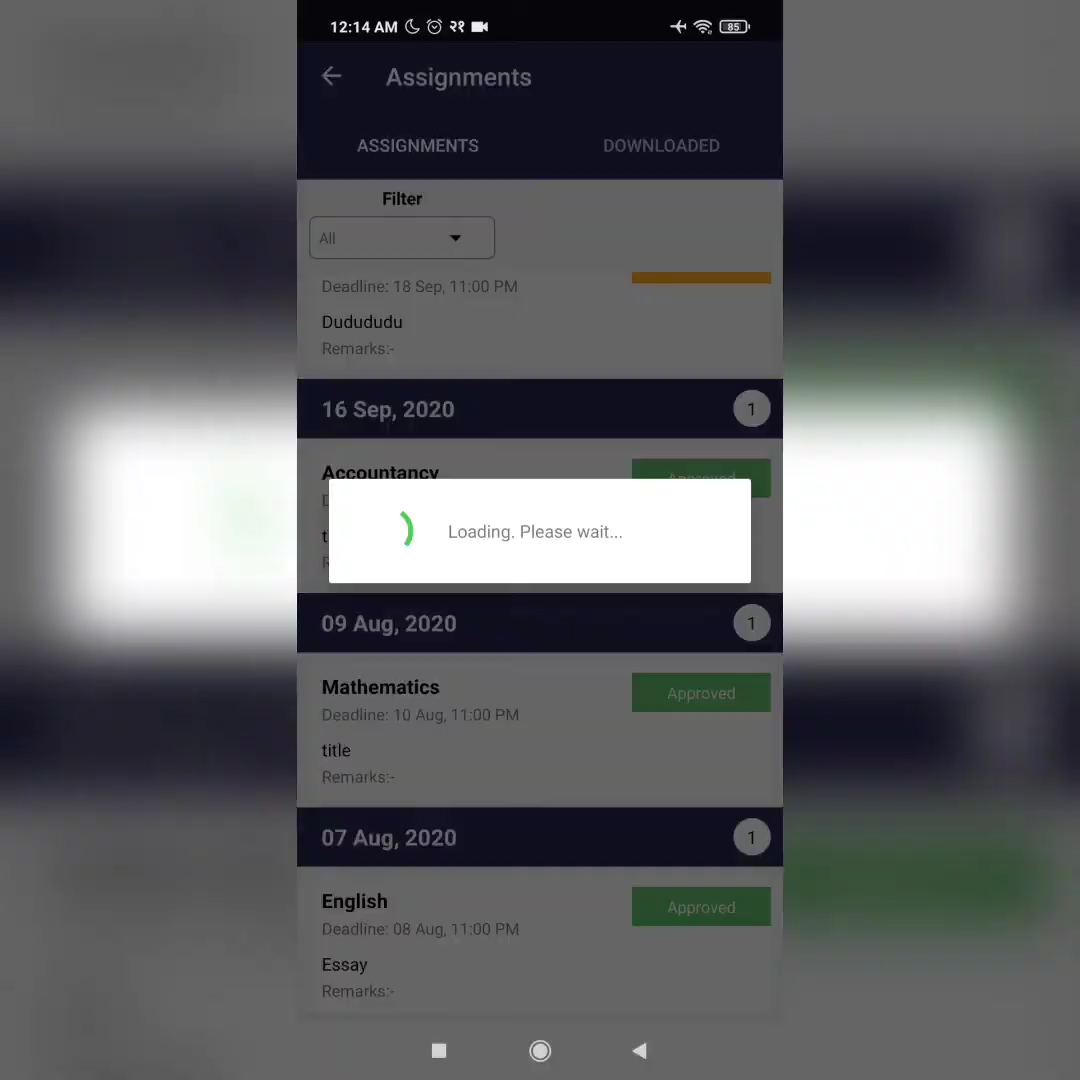 12:14 AM २१ 85
Assignments
ASSIGNMENTS DOWNLOADED
Filter
All
Deadline: 18 Sep, 11:00 PM
Dudududu
Remarks:-
16 Sep, 2020 1
Accountancy Approved
Loading. Please wait...
09 Aug, 2020 1
Mathematics Approved
Deadline: 10 Aug, 11:00 PM
title
Remarks:-
07 Aug, 2020 1
English Approved
Deadline: 08 Aug, 11:00 PM
Essay
Remarks:-